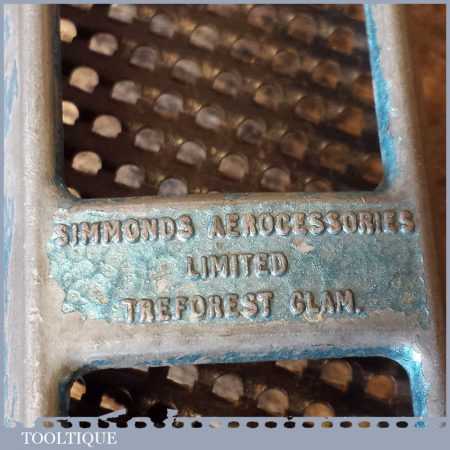 SIMMONDS AEROCESSORIES
LIMITED
TREFOREST GLAM.
TOOLTIQUE